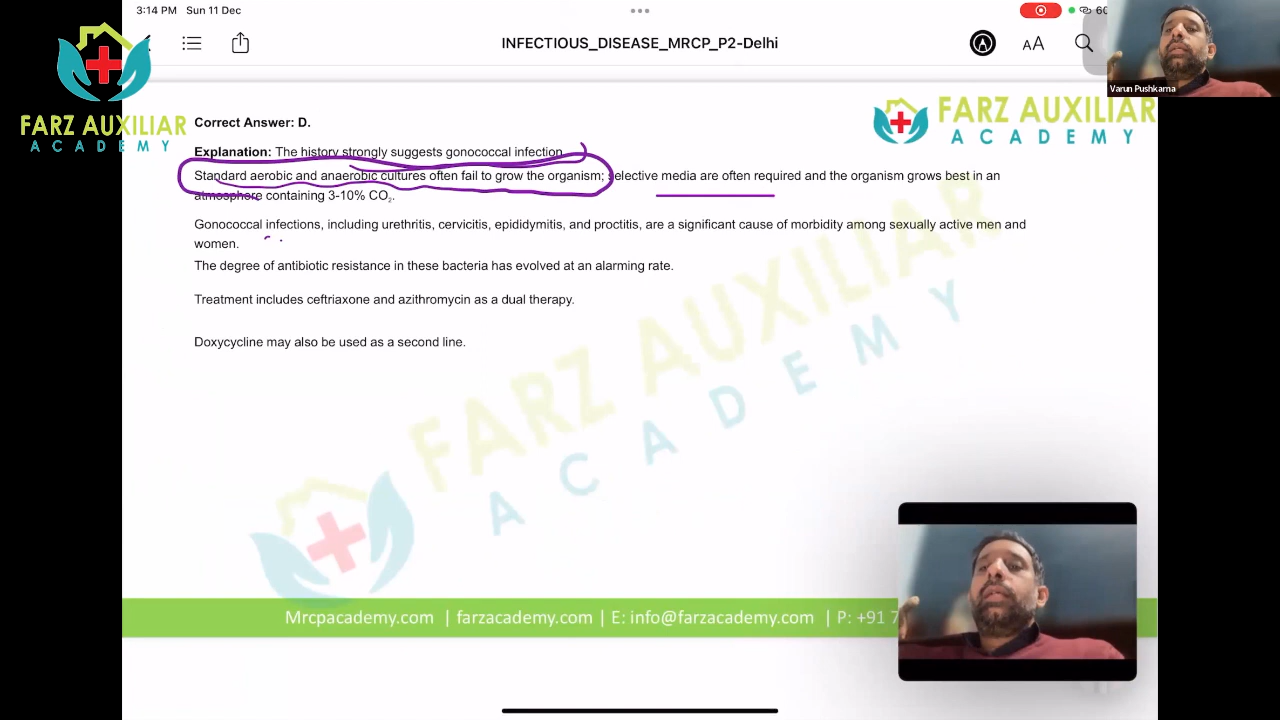 3:14 PM Sun 11 Dec
INFECTIOUS_DISEASE_MRCP_P2-Delhi
AA
Varun Pushkarna
FARZ AUXILIAR
ACADEMY
FARZ AUXILIAR
ACADEMY
Correct Answer: D.
Explanation: The history strongly suggests gonococcal infection.
Standard aerobic and anaerobic cultures often fail to grow the organism; selective media are often required and the organism grows best in an
atmosphere containing 3-10% CO2.
Gonococcal infections, including urethritis, cervicitis, epididymitis, and proctitis, are a significant cause of morbidity among sexually active men and
women.
The degree of antibiotic resistance in these bacteria has evolved at an alarming rate.
Treatment includes ceftriaxone and azithromycin as a dual therapy.
Doxycycline may also be used as a second line.
FARZ AUXILIAR
ACADEMY
Mrcpacademy.com | farzacademy.com | E: info@farzacademy.com | P: +91 7